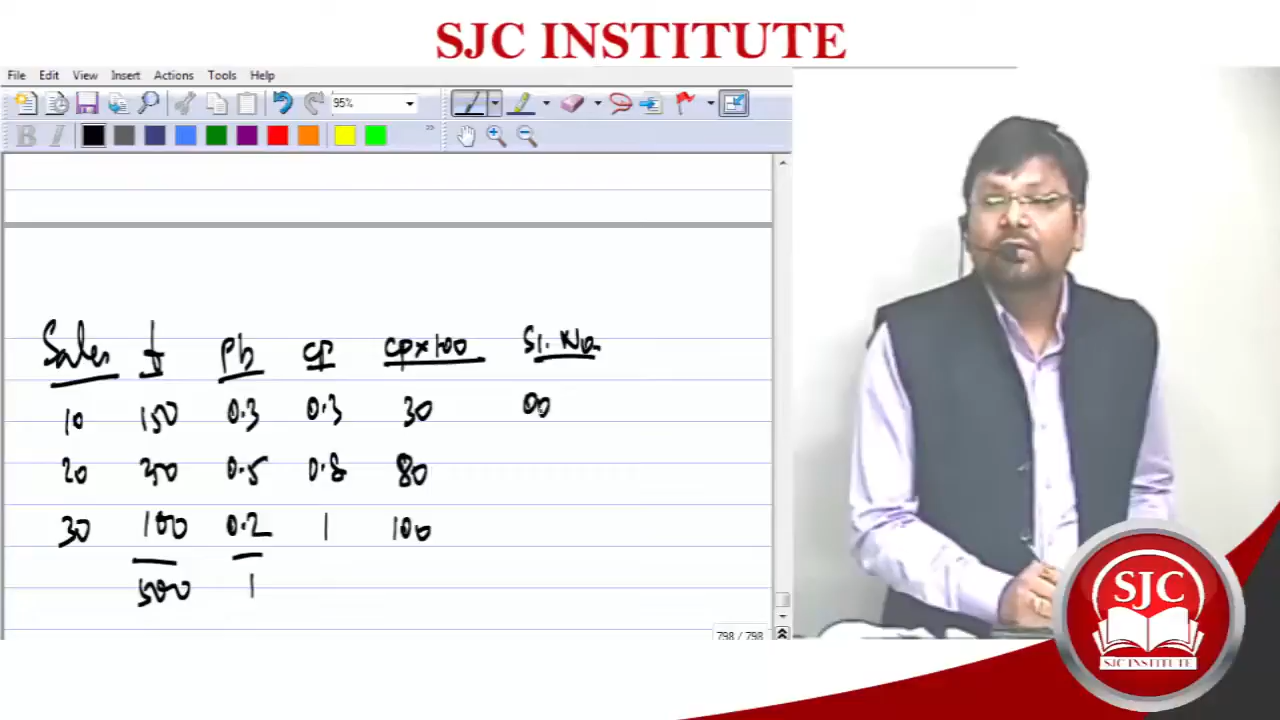 SJC INSTITUTE
File Edit View Insert Actions Tools Help
95%
B I
Sales f Pb CP CP×100 Sr. No.
10 150 0.3 0.3 30 00
20 250 0.5 0.8 80
30 100 0.2 1 100
500 1
798 / 798
SJC
SJC INSTITUTE